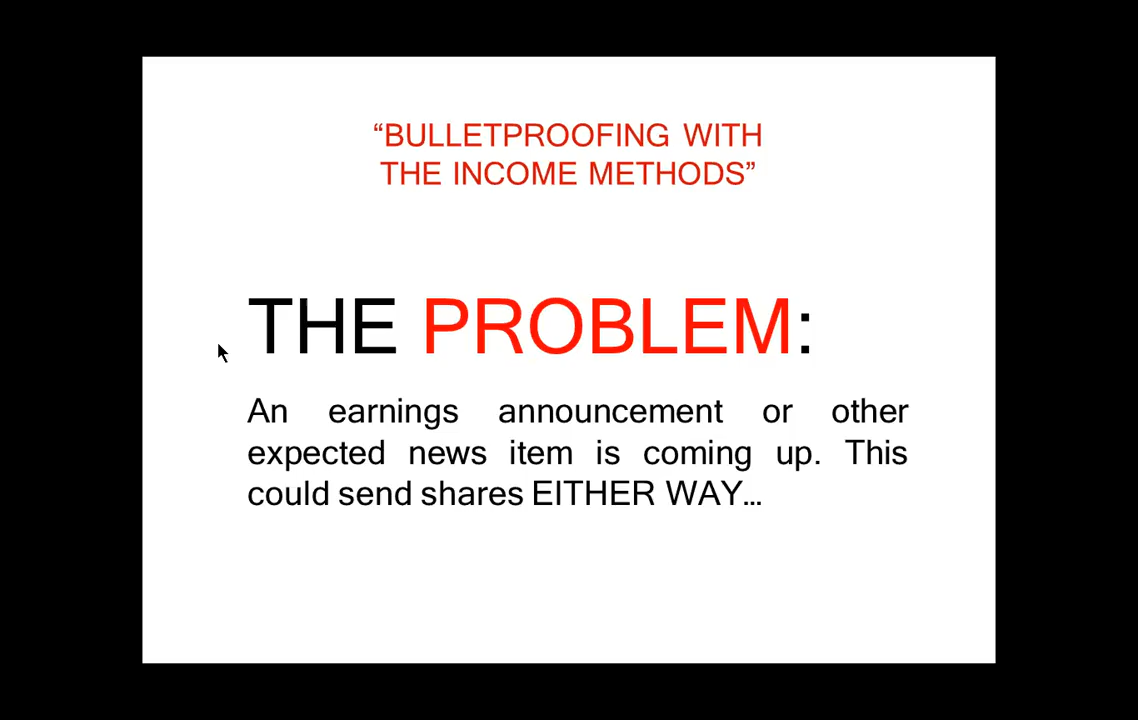 “BULLETPROOFING WITH
THE INCOME METHODS”
THE PROBLEM:
An earnings announcement or other
expected news item is coming up. This
could send shares EITHER WAY...